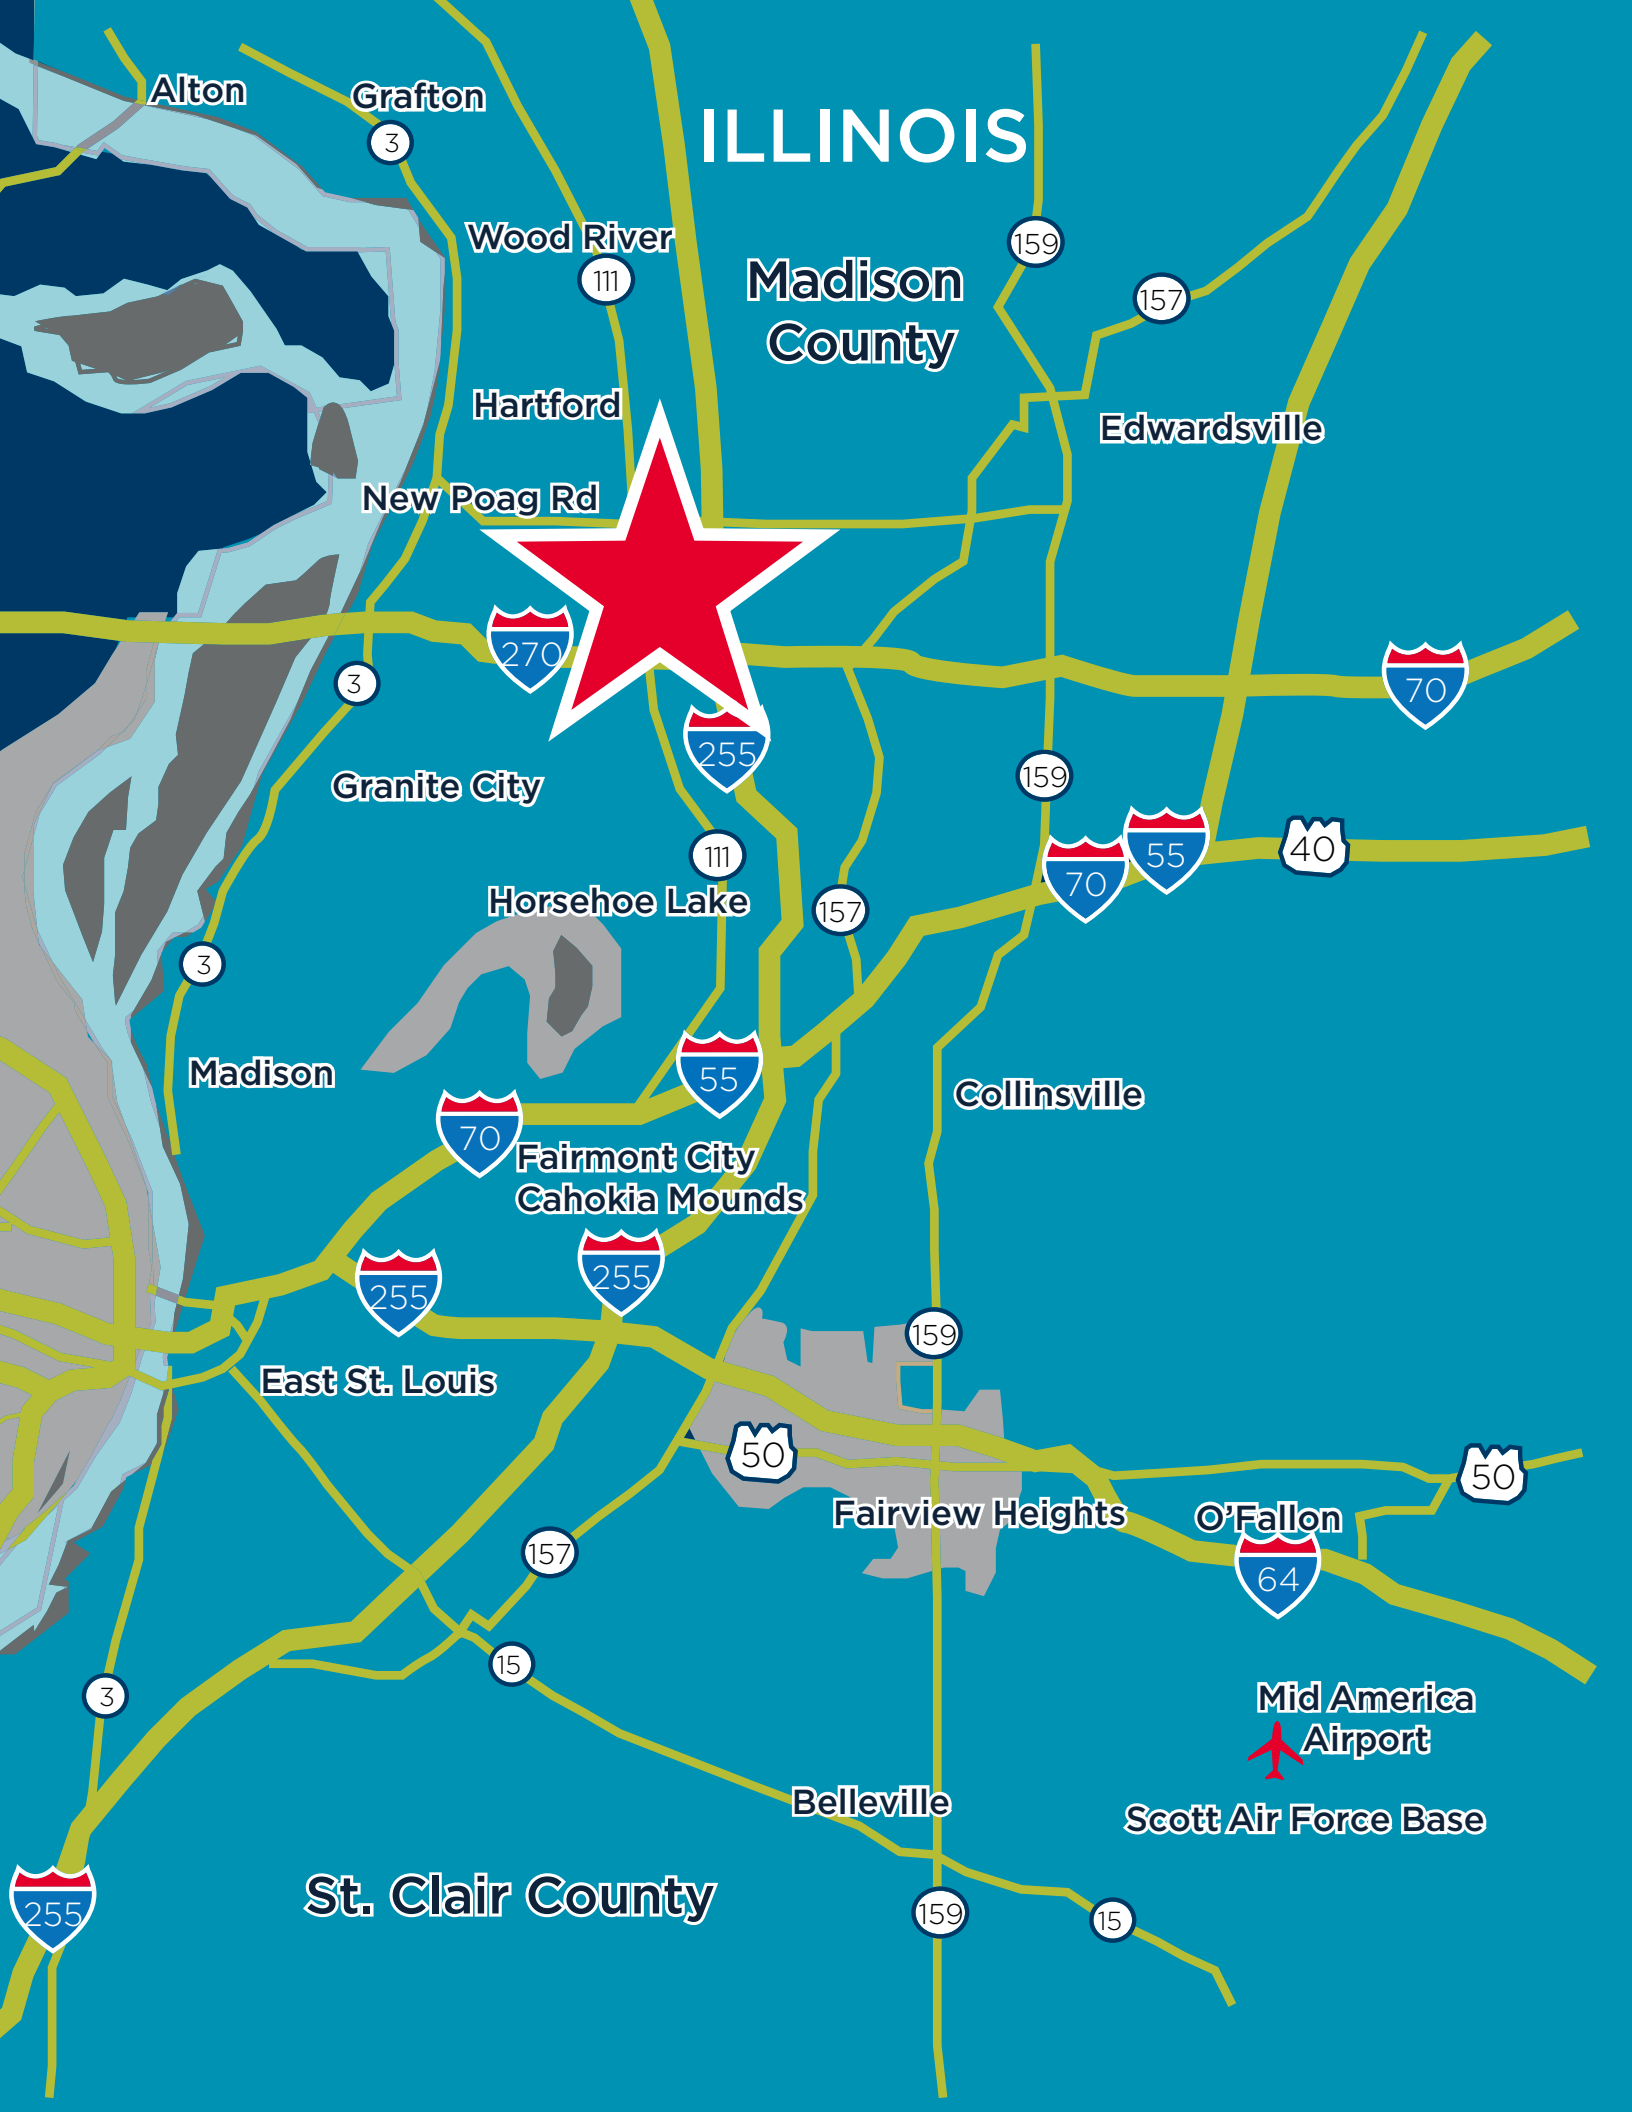 Alton
Grafton
3
ILLINOIS
Wood River
111
159
Madison
County
157
Hartford
Edwardsville
New Poag Rd
270
3
70
255
Granite City
159
111
55
40
70
Horsehoe Lake
157
3
Madison
55
Collinsville
70
Fairmont City
Cahokia Mounds
255
255
159
East St. Louis
50
50
Fairview Heights
O'Fallon
157
64
15
3
Mid America
Airport
Belleville
Scott Air Force Base
St. Clair County
255
159
15